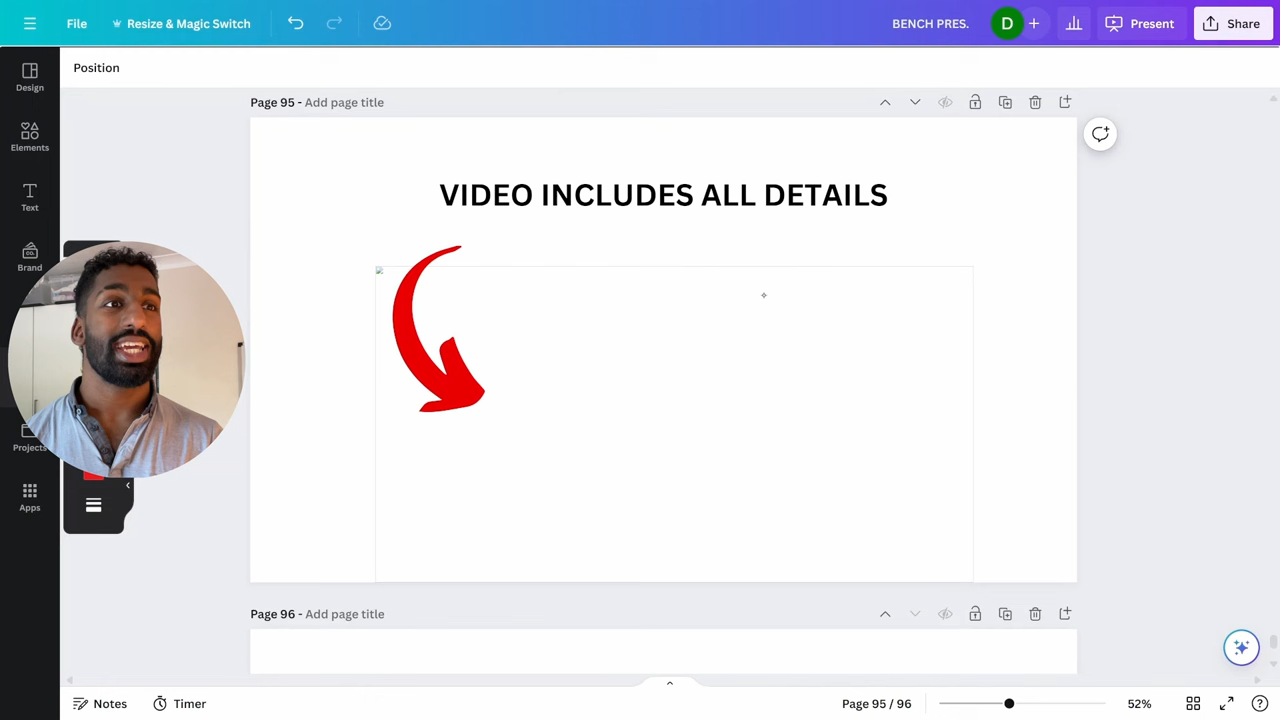 File
Resize & Magic Switch
BENCH PRES.
D
Present
Share
Position
Design
Elements
Text
Brand
Projects
Apps
Page 95 - Add page title
VIDEO INCLUDES ALL DETAILS
Page 96 - Add page title
Notes
Timer
Page 95 / 96
52%